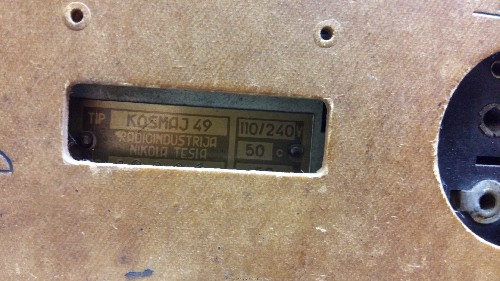 TIP KOSMAJ 49 110/240V
RADIOINDUSTRIJA
NIKOLA TESLA 50 C